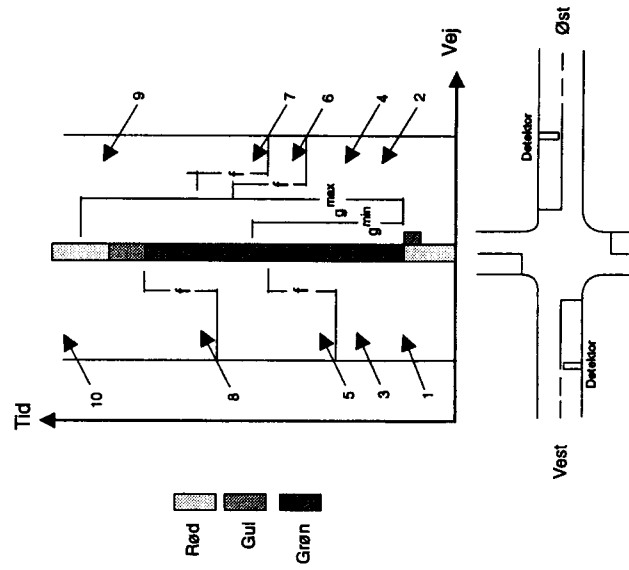 Tid
Vej
Rød
Gul
Grøn
10
8
5
3
1
f
f
g min
g max
f
f
9
7
6
4
2
Vest
Øst
Detektor
Detektor